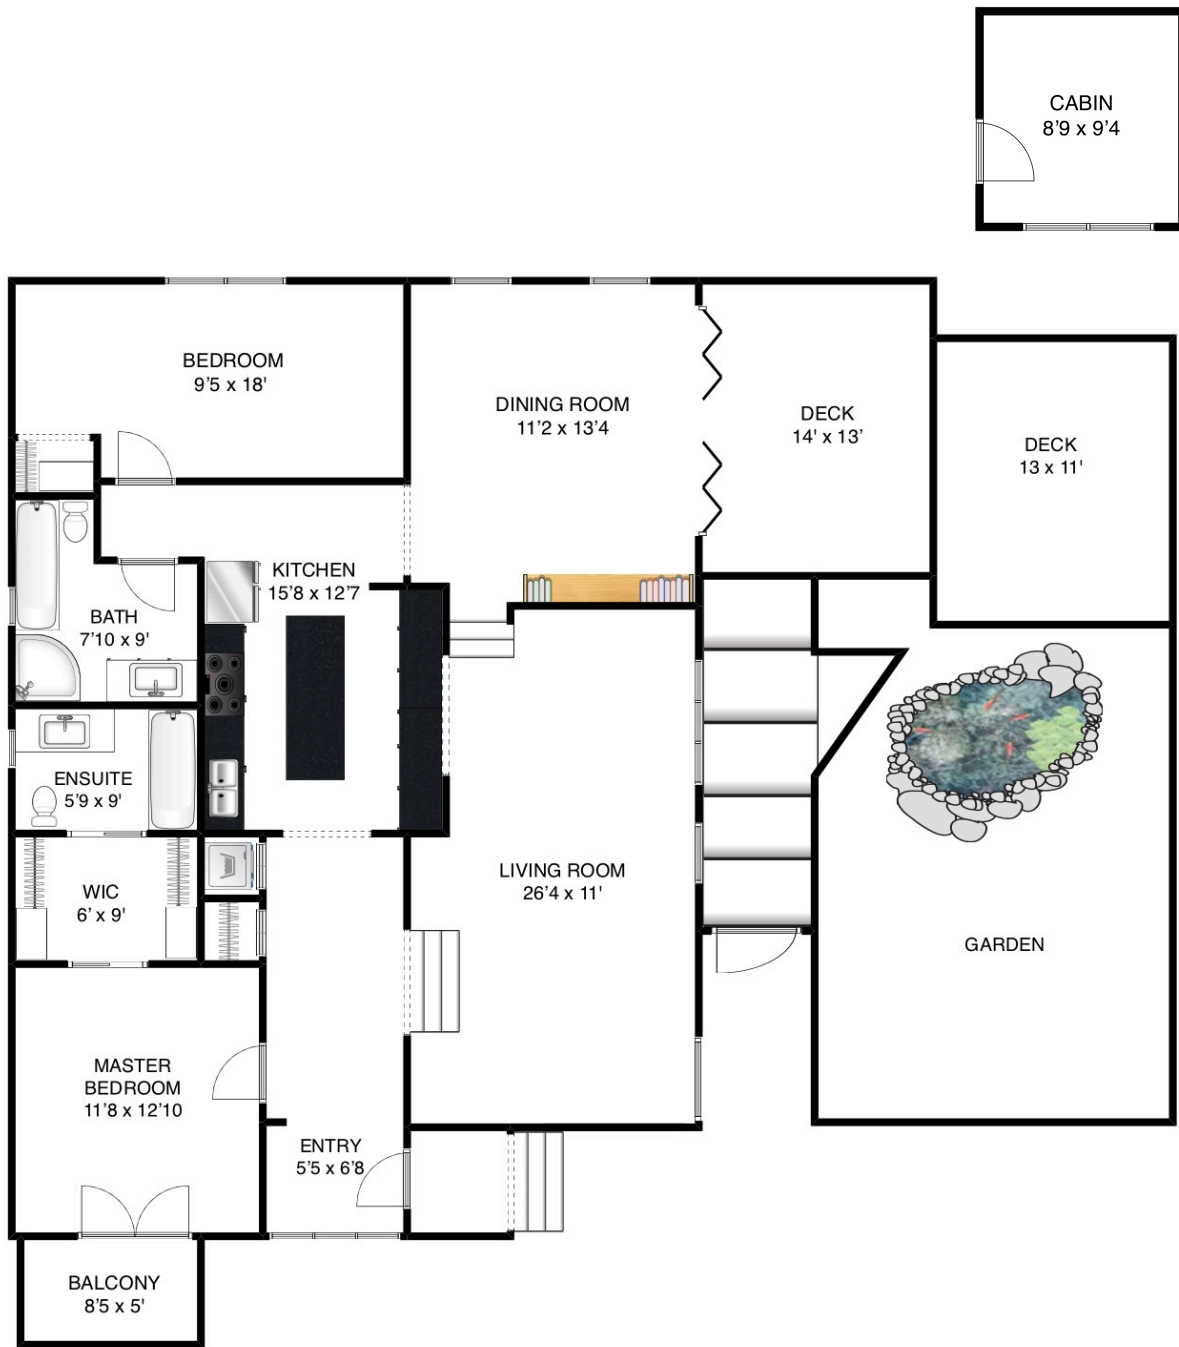 CABIN
8’9 x 9’4
BEDROOM
9’5 x 18'
DINING ROOM
11’2 x 13’4
DECK
14' x 13’
DECK
13 x 11'
KITCHEN
15’8 x 12’7
BATH
7’10 x 9'
ENSUITE
5’9 x 9’
WIC
6’ x 9’
LIVING ROOM
26’4 x 11'
GARDEN
MASTER
BEDROOM
11’8 x 12’10
ENTRY
5’5 x 6’8
BALCONY
8’5 x 5'